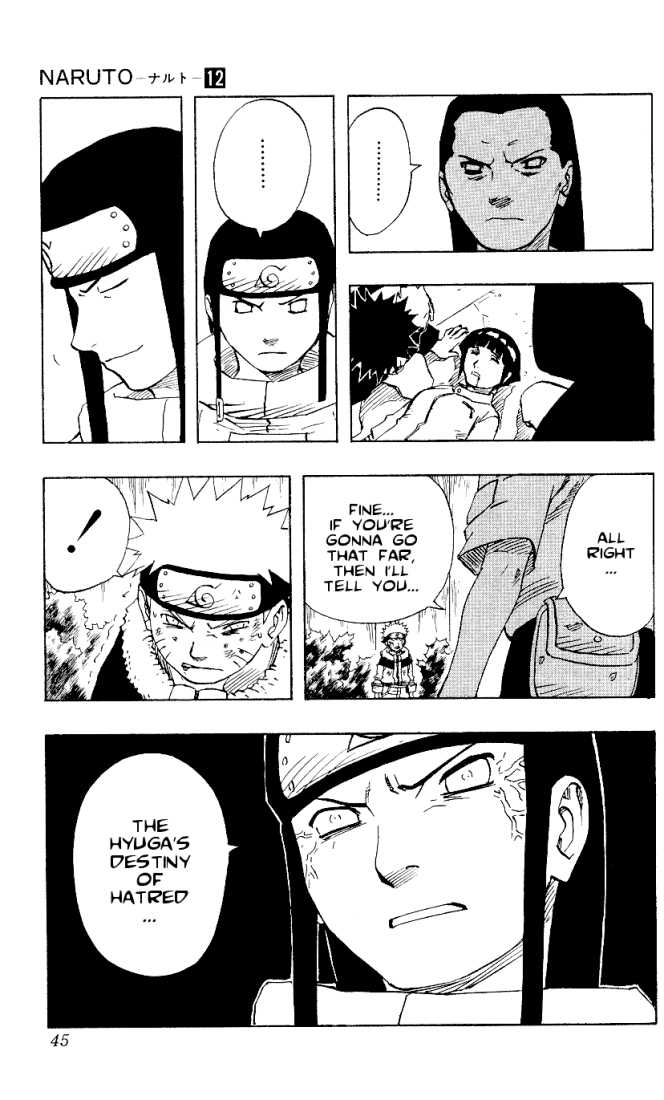 NARUTO—ナルト—12
………
………
ALL
RIGHT
...
FINE...
IF YOU'RE
GONNA GO
THAT FAR,
THEN I'LL
TELL YOU...
!
THE
HYUGA'S
DESTINY
OF
HATRED
...
45